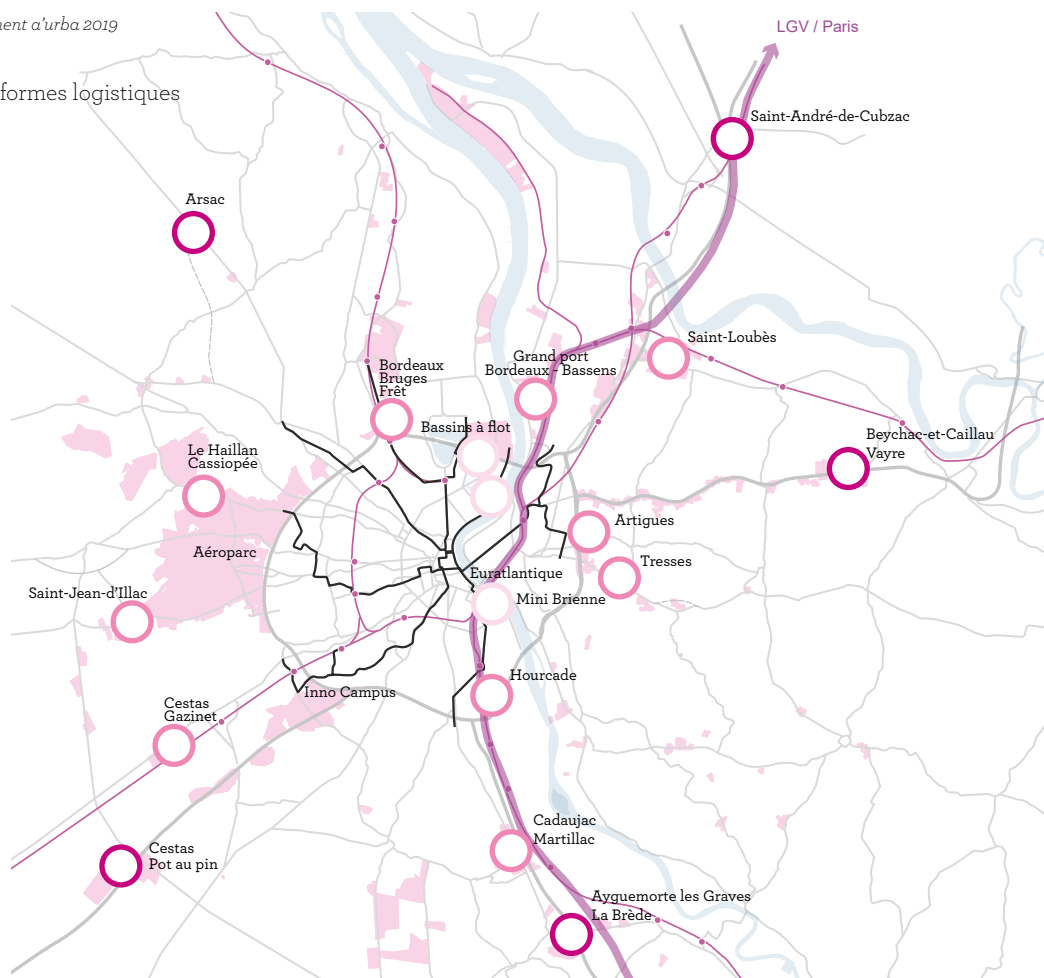 ment d'urba 2019
LGV / Paris
formes logistiques
Saint-André-de-Cubzac
Arsac
Saint-Loubès
Grand port
Bordeaux - Bassens
Bordeaux
Bruges
Frêt
Bassins à flot
Beychac-et-Caillau
Vayre
Le Haillan
Cassiopée
Artigues
Aéroparc
Tresses
Euratlantique
Saint-Jean-d'Illac
Mini Brienne
Hourcade
Inno Campus
Cestas
Gazinet
Cadaujac
Martillac
Cestas
Pot au pin
Ayguemorte les Graves
La Brède